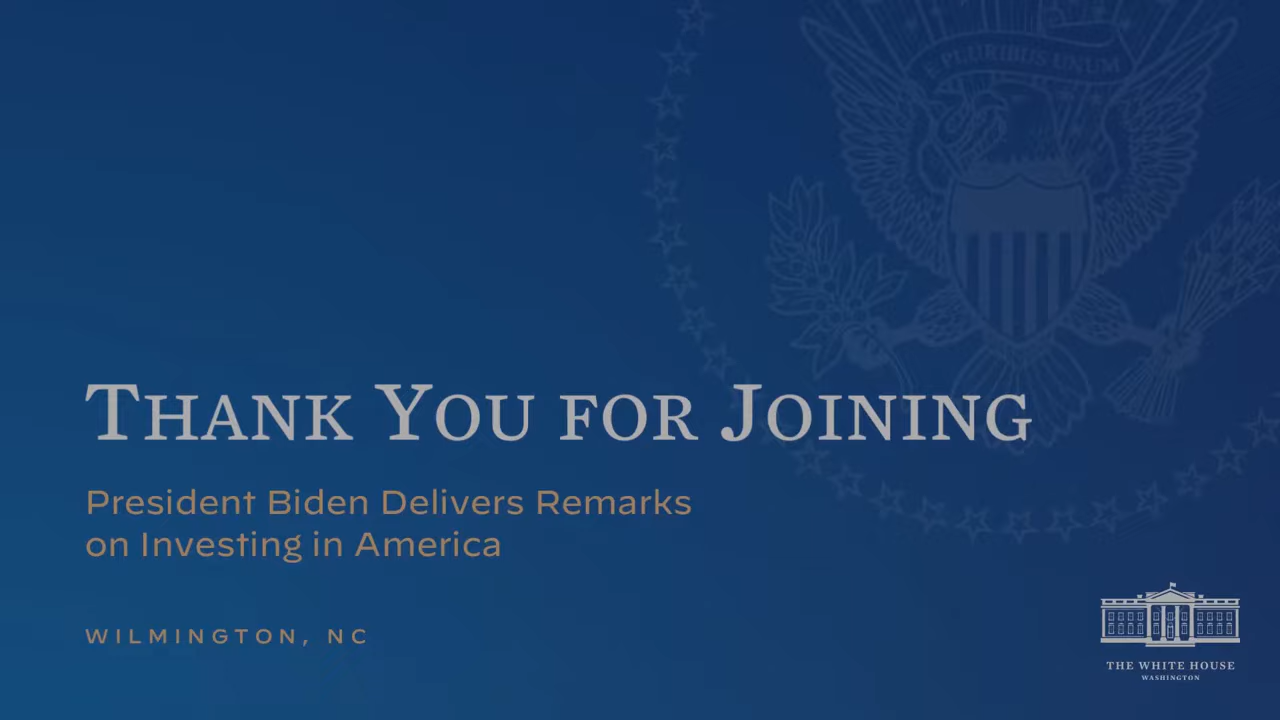 E PLURIBUS UNUM
THANK YOU FOR JOINING
President Biden Delivers Remarks
on Investing in America
WILMINGTON, NC
THE WHITE HOUSE
WASHINGTON